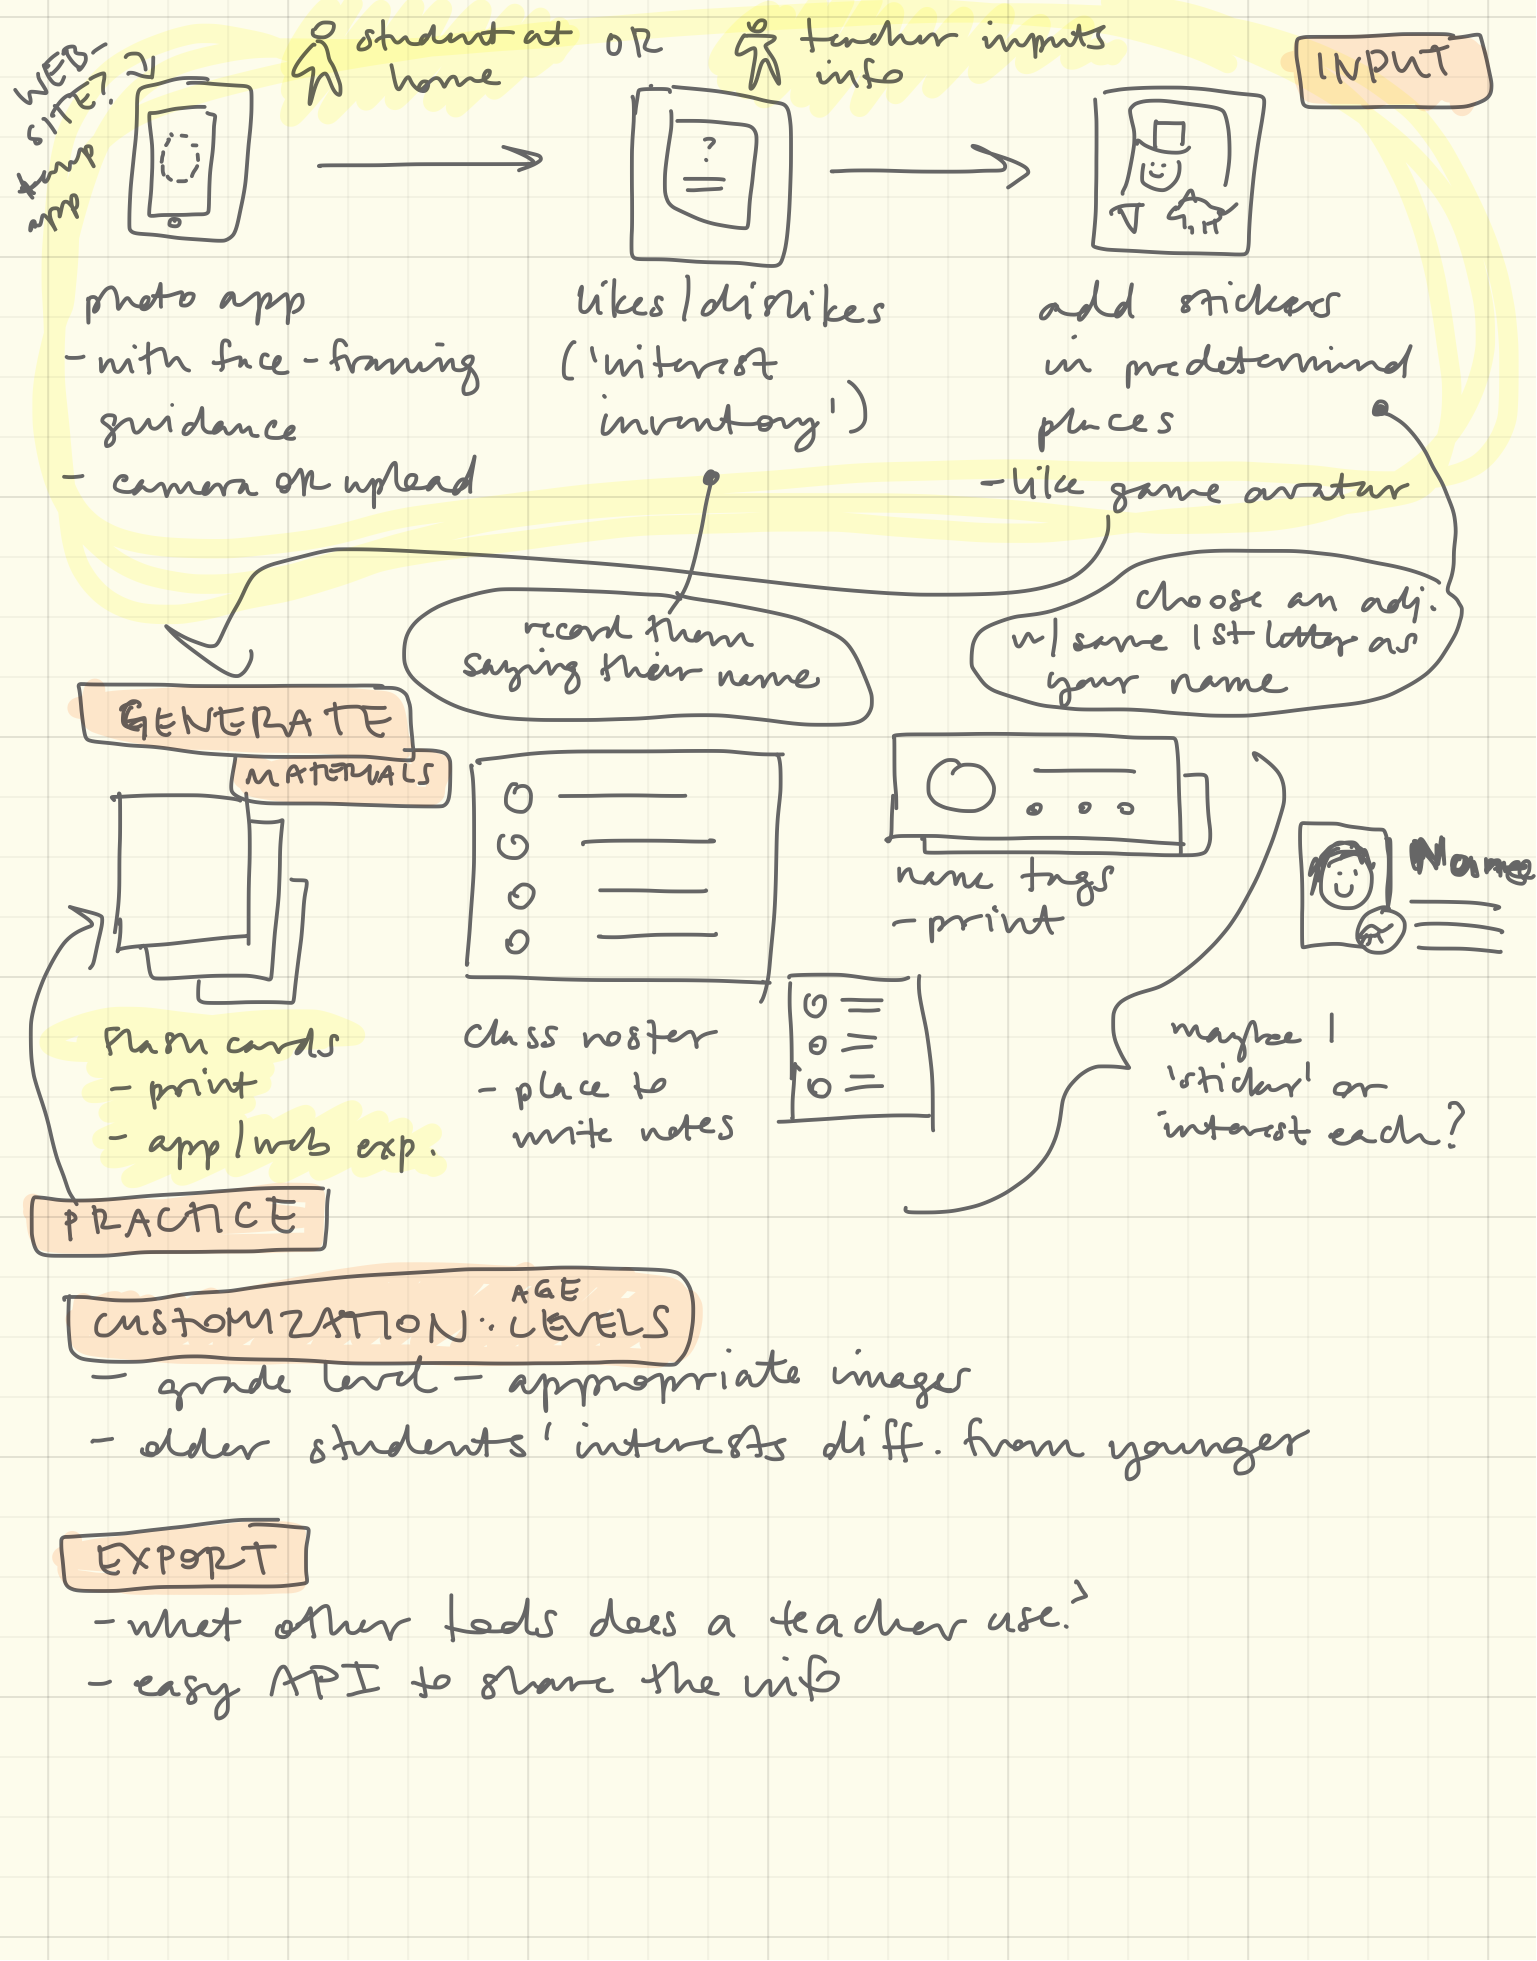 WEB-
SITE?
temp
app
student at
home
OR
teacher inputs
info
INPUT
?
photo app
- with face-framing
guidance
- camera OR upload
likes/dislikes
('interest
inventory')
add stickers
in predetermind
places
- like game avatar
record them
saying their name
choose an adj.
w/ same 1st letter as
your name
GENERATE
MATERIALS
flash cards
- print
- app/web exp.
class roster
- place to
write notes
name tags
- print
Name
maybe 1
'sticker' or
interest each?
PRACTICE
CUSTOMIZATION: AGE
LEVELS
- grade level-appropriate images
- older students' interests diff. from younger
EXPORT
- what other tools does a teacher use?
- easy API to share the info